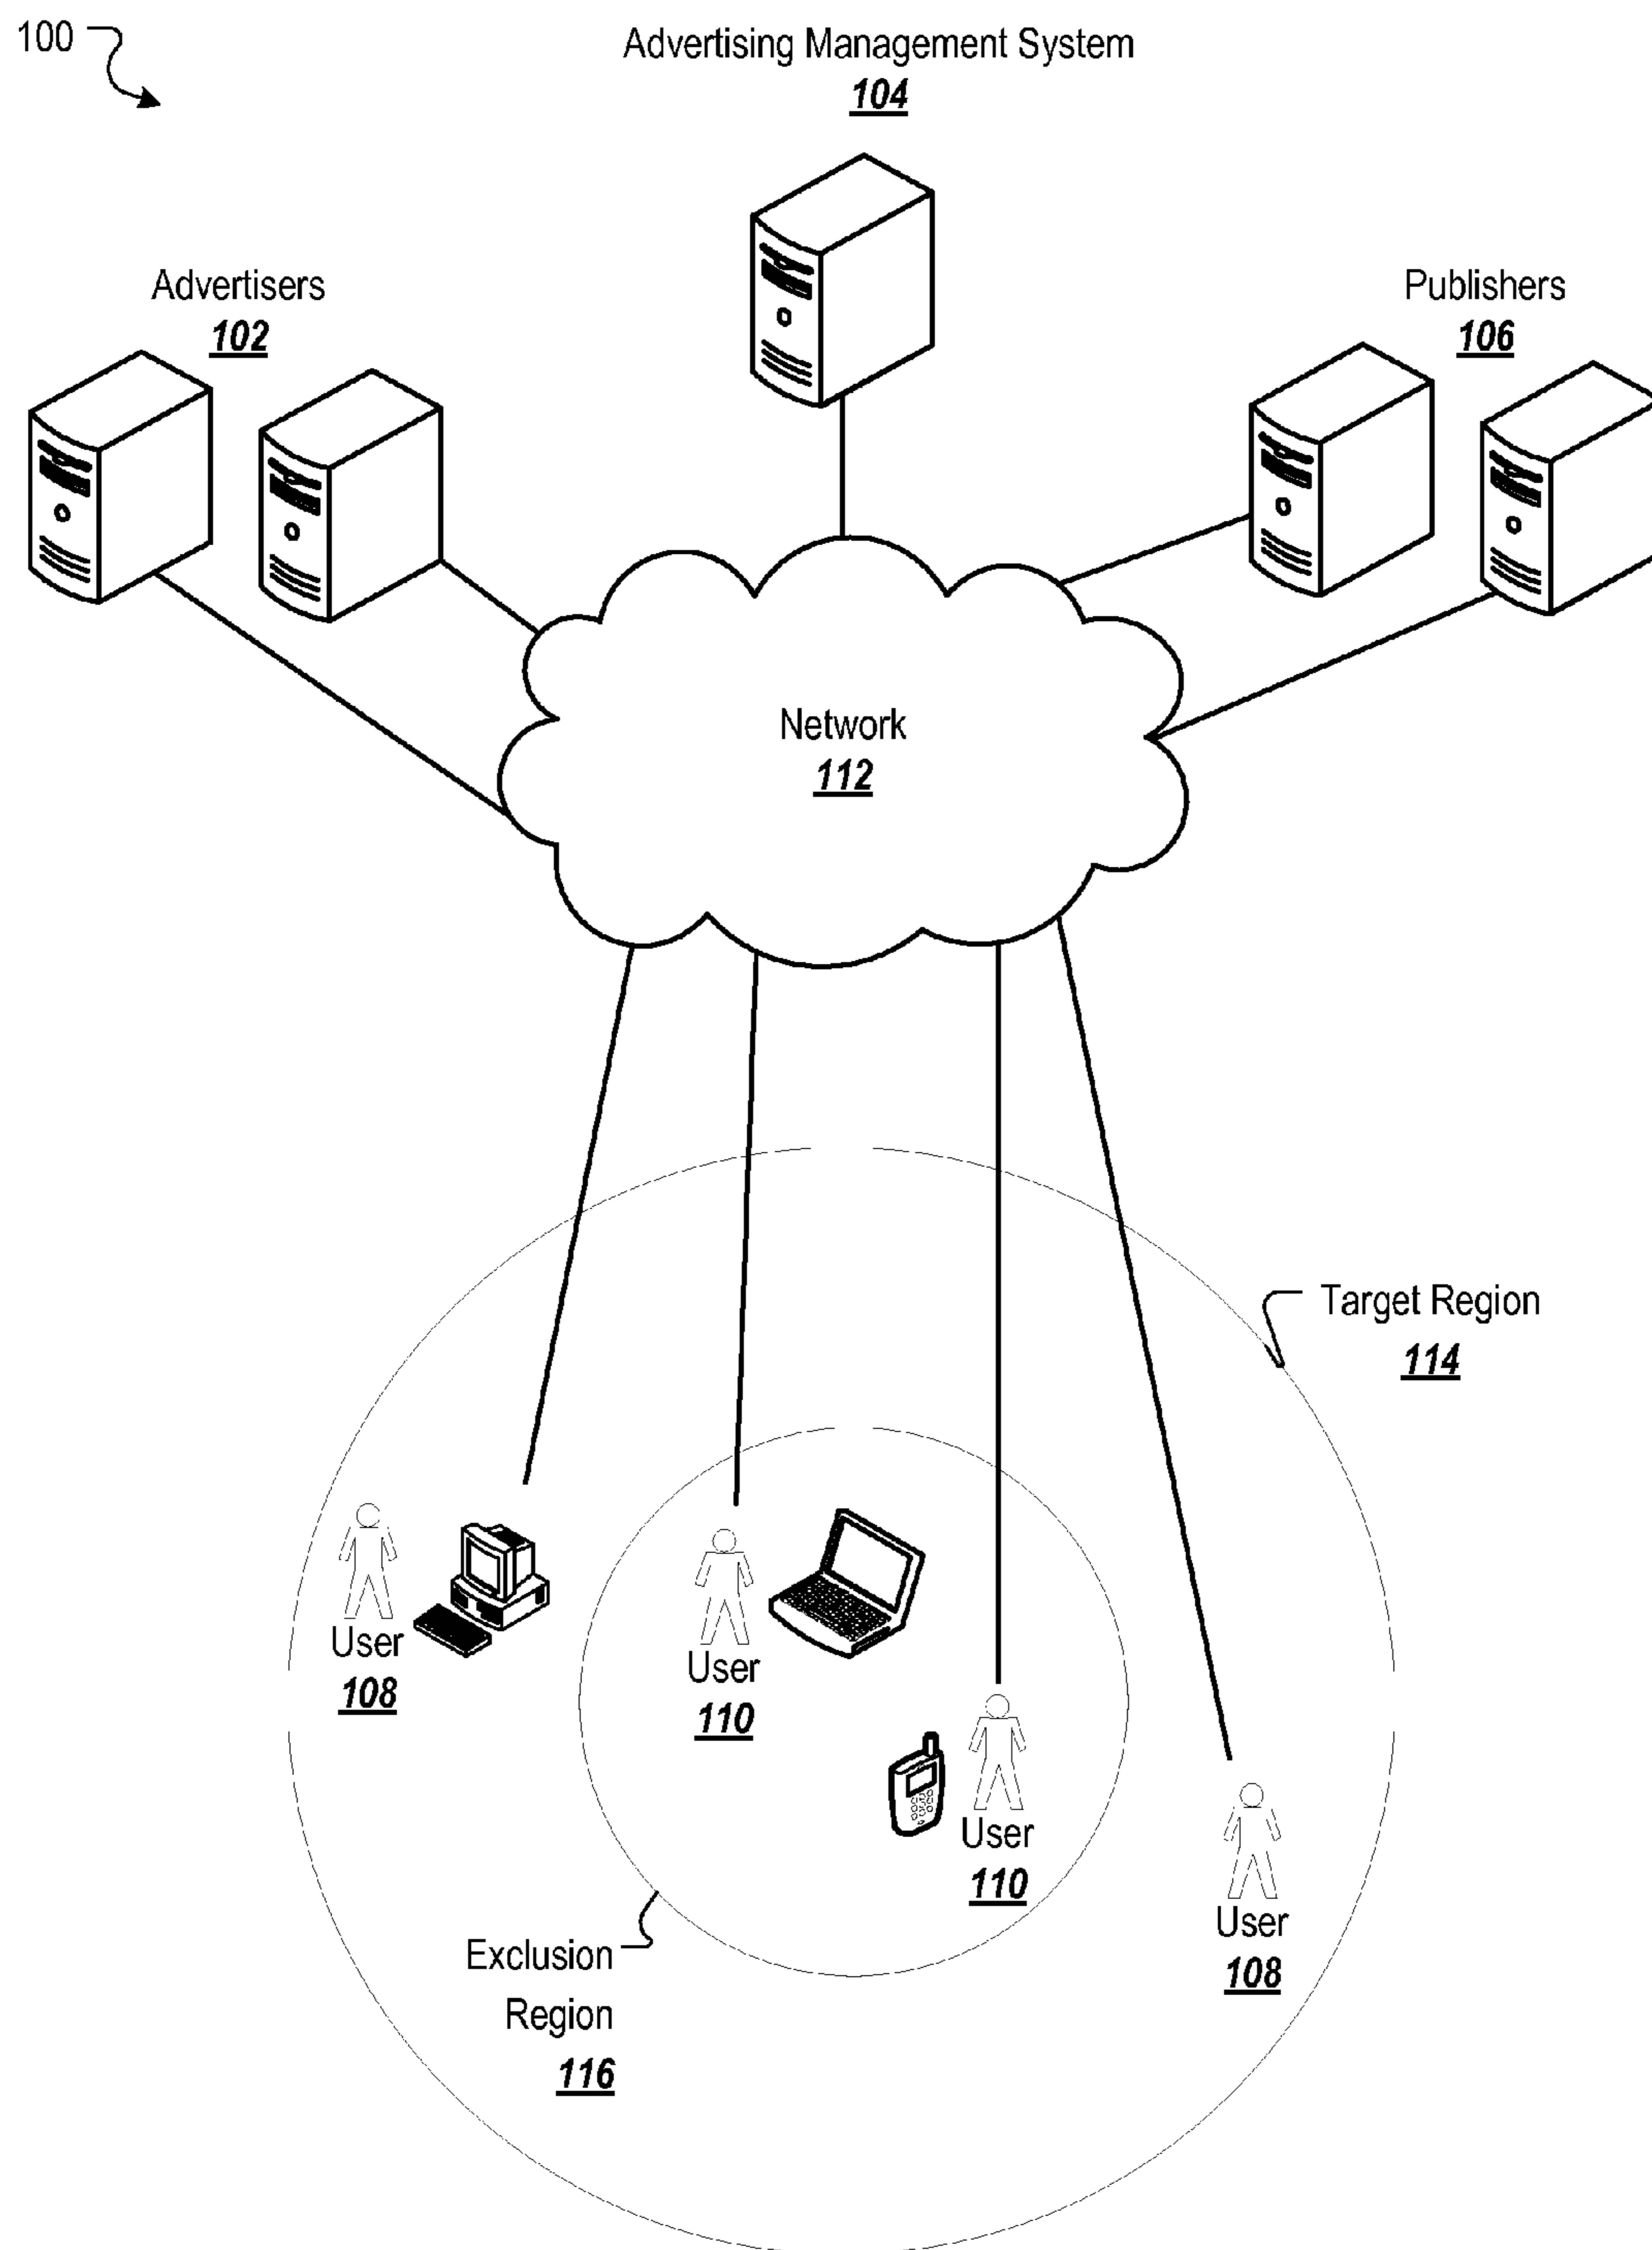 100
Advertising Management System
104
Advertisers
102
Publishers
106
Network
112
Target Region
114
User
108
User
110
User
110
User
108
Exclusion
Region
116